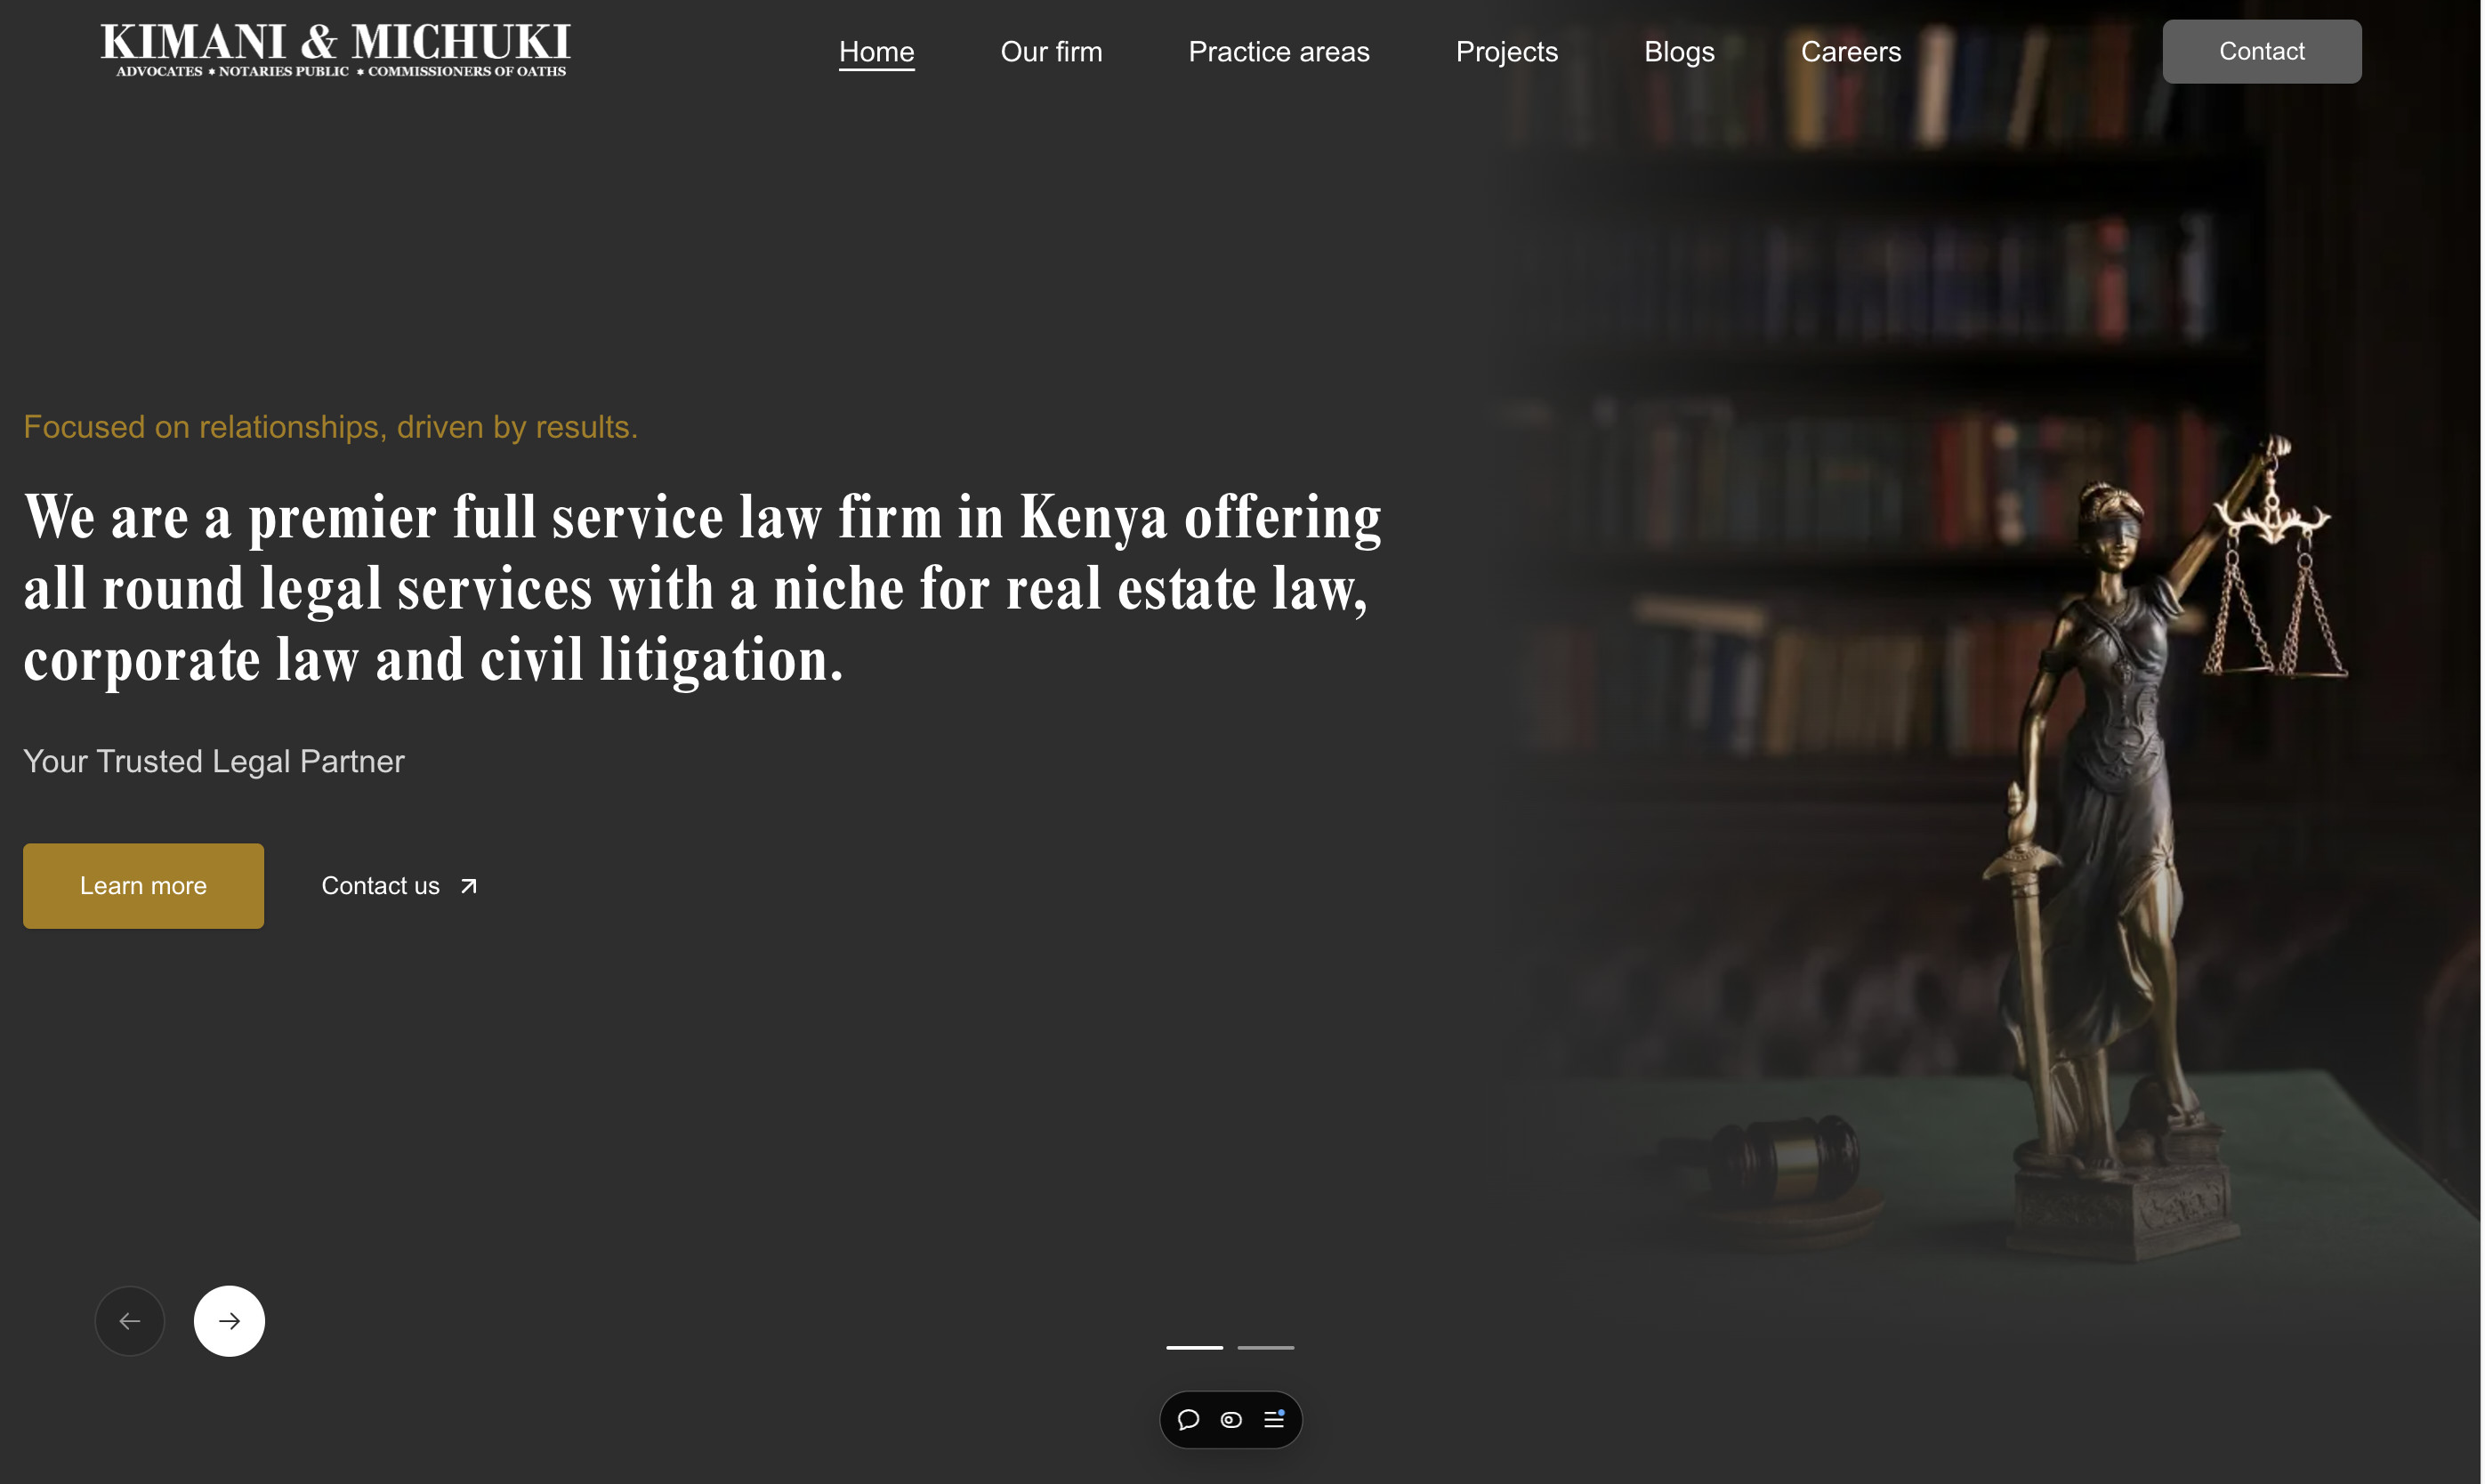 KIMANI & MICHUKI
ADVOCATES * NOTARIES PUBLIC * COMMISSIONERS OF OATHS
Home
Our firm
Practice areas
Projects
Blogs
Careers
Contact
Focused on relationships, driven by results.
We are a premier full service law firm in Kenya offering
all round legal services with a niche for real estate law,
corporate law and civil litigation.
Your Trusted Legal Partner
Learn more
Contact us